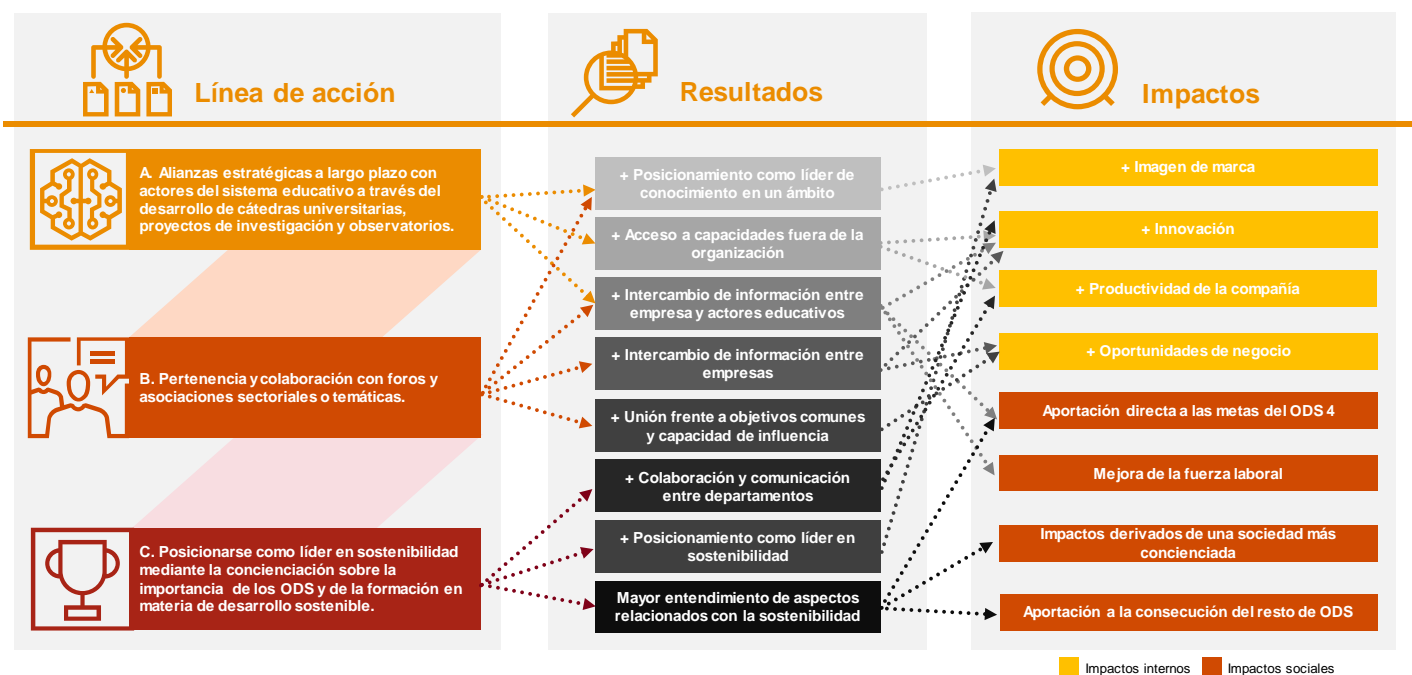 Línea de acción
Resultados
Impactos
A. Alianzas estratégicas a largo plazo con
actores del sistema educativo a través del
desarrollo de cátedras universitarias,
proyectos de investigación y observatorios.
B. Pertenencia y colaboración con foros y
asociaciones sectoriales o temáticas.
C. Posicionarse como líder en sostenibilidad
mediante la concienciación sobre la
importancia de los ODS y de la formación en
materia de desarrollo sostenible.
+ Posicionamiento como líder de
conocimiento en un ámbito
+ Acceso a capacidades fuera de la
organización
+ Intercambio de información entre
empresa y actores educativos
+ Intercambio de información entre
empresas
+ Unión frente a objetivos comunes
y capacidad de influencia
+ Colaboración y comunicación
entre departamentos
+ Posicionamiento como líder en
sostenibilidad
Mayor entendimiento de aspectos
relacionados con la sostenibilidad
+ Imagen de marca
+ Innovación
+ Productividad de la compañía
+ Oportunidades de negocio
Aportación directa a las metas del ODS 4
Mejora de la fuerza laboral
Impactos derivados de una sociedad más
concienciada
Aportación a la consecución del resto de ODS
Impactos internos
Impactos sociales